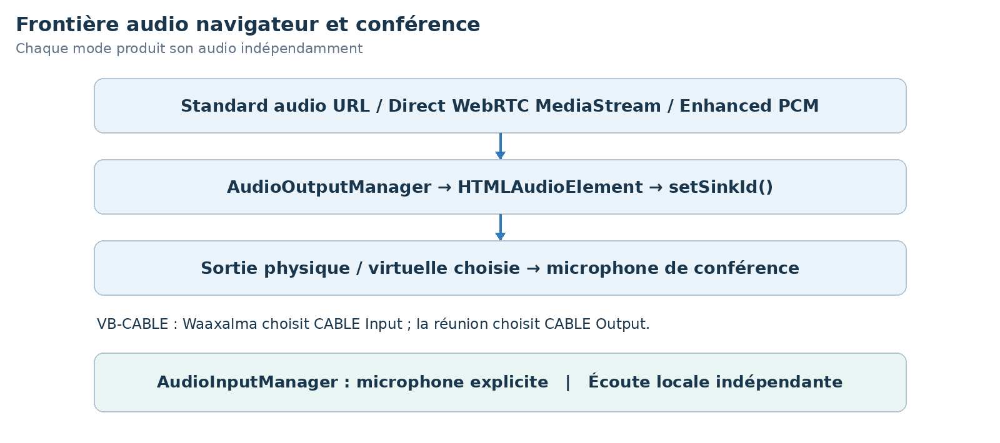 Frontière audio navigateur et conférence
Chaque mode produit son audio indépendamment
Standard audio URL / Direct WebRTC MediaStream / Enhanced PCM
AudioOutputManager → HTMLAudioElement → setSinkId()
Sortie physique / virtuelle choisie → microphone de conférence
VB-CABLE : Waaxalma choisit CABLE Input ; la réunion choisit CABLE Output.
AudioInputManager : microphone explicite | Écoute locale indépendante